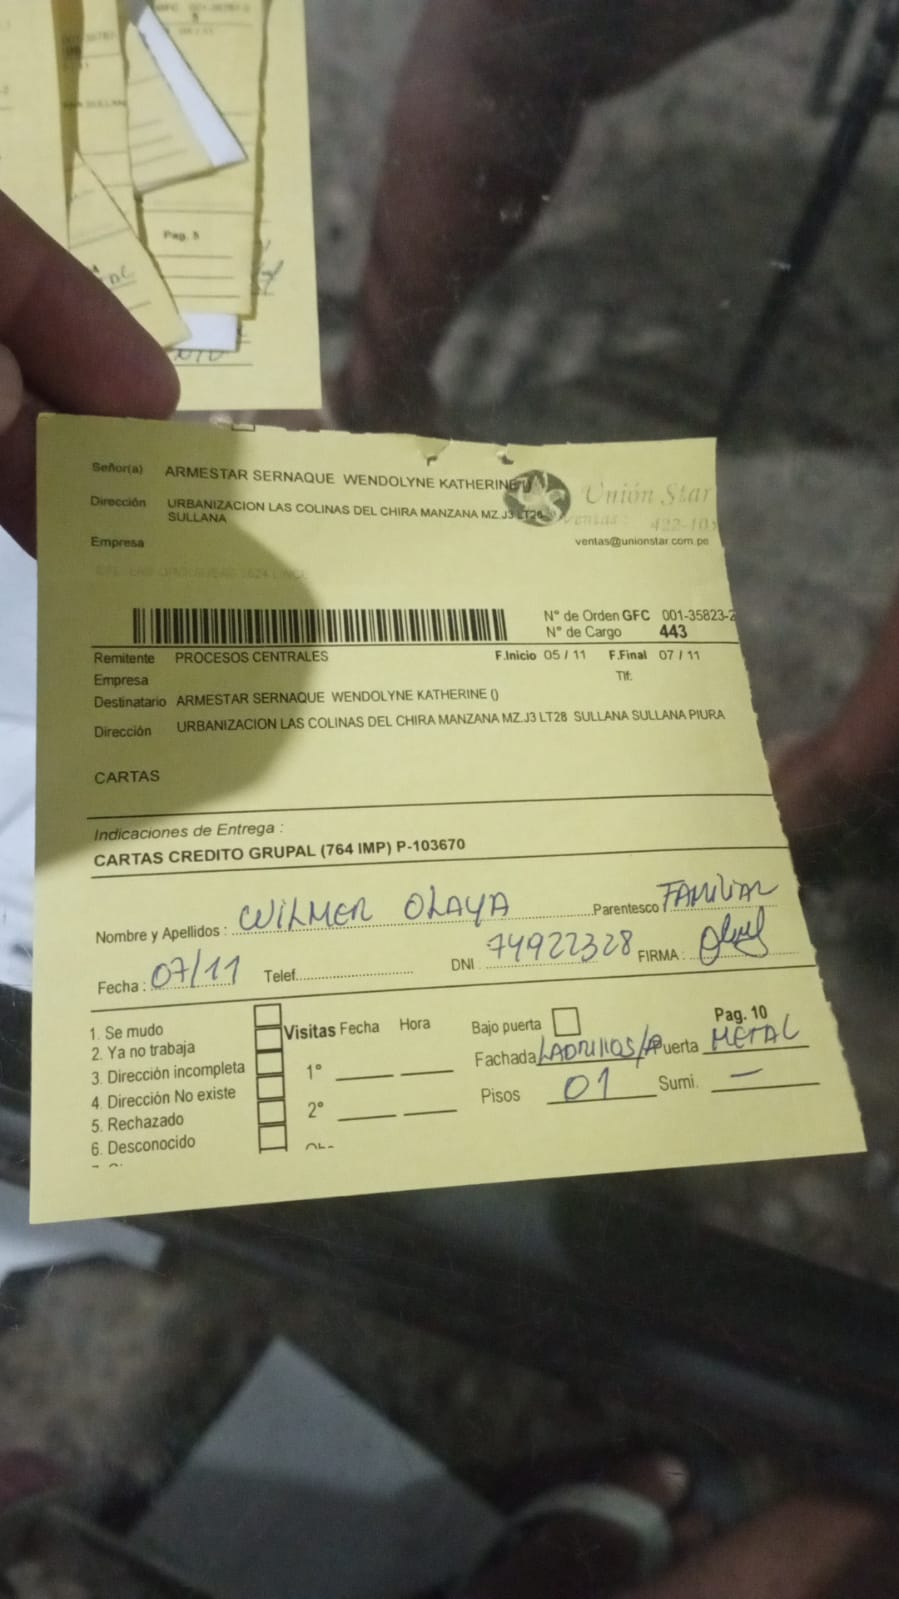 Pag. 5
Señor(a) ARMESTAR SERNAQUE WENDOLYNE KATHERINE
Dirección URBANIZACION LAS COLINAS DEL CHIRA MANZANA MZ.J3 LT28
SULLANA
Unión Star
ventas:
Empresa
ventas@unionstar.com.pe
N° de Orden GFC 001-35823-2
N° de Cargo 443
Remitente PROCESOS CENTRALES F.Inicio 05 / 11 F.Final 07 / 11
Empresa Tlf:
Destinatario ARMESTAR SERNAQUE WENDOLYNE KATHERINE ()
Dirección URBANIZACION LAS COLINAS DEL CHIRA MANZANA MZ.J3 LT28 SULLANA SULLANA PIURA
CARTAS
Indicaciones de Entrega :
CARTAS CREDITO GRUPAL (764 IMP) P-103670
Nombre y Apellidos : WILMER OLAYA Parentesco FAMILIAR
Fecha : 07/11 Telef. DNI : 74922328 FIRMA :
1. Se mudo
2. Ya no trabaja
3. Dirección incompleta
4. Dirección No existe
5. Rechazado
6. Desconocido
Visitas Fecha Hora
1°
2°
Bajo puerta Pag. 10
Fachada LADRILLOS/A Puerta METAL
Pisos 01 Sumi. —